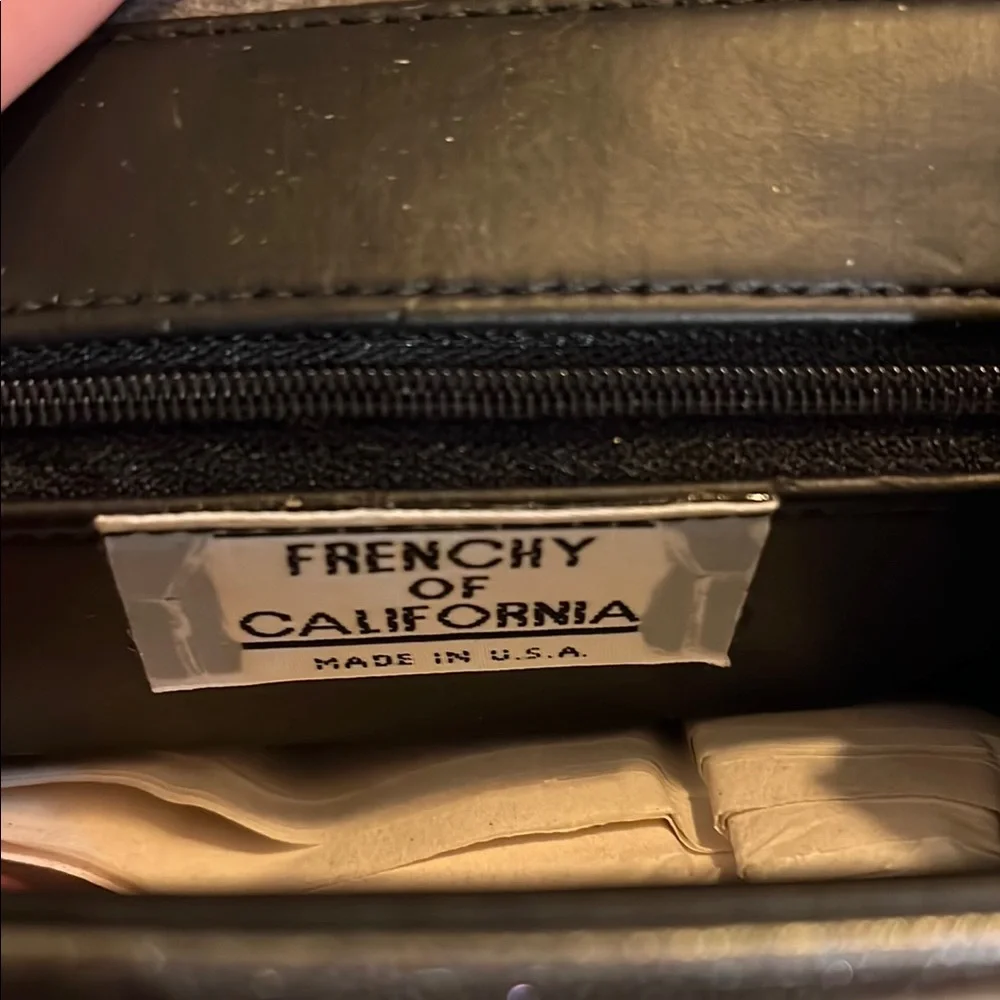 FRENCHY
OF
CALIFORNIA
MADE IN U.S.A.